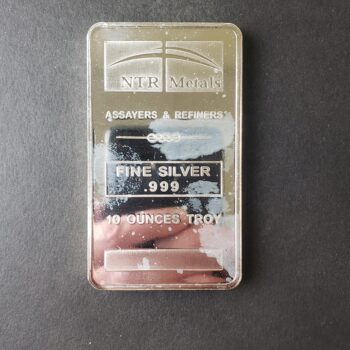 NTR Metals
ASSAYERS & REFINERS
FINE SILVER
.999
10 OUNCES TROY